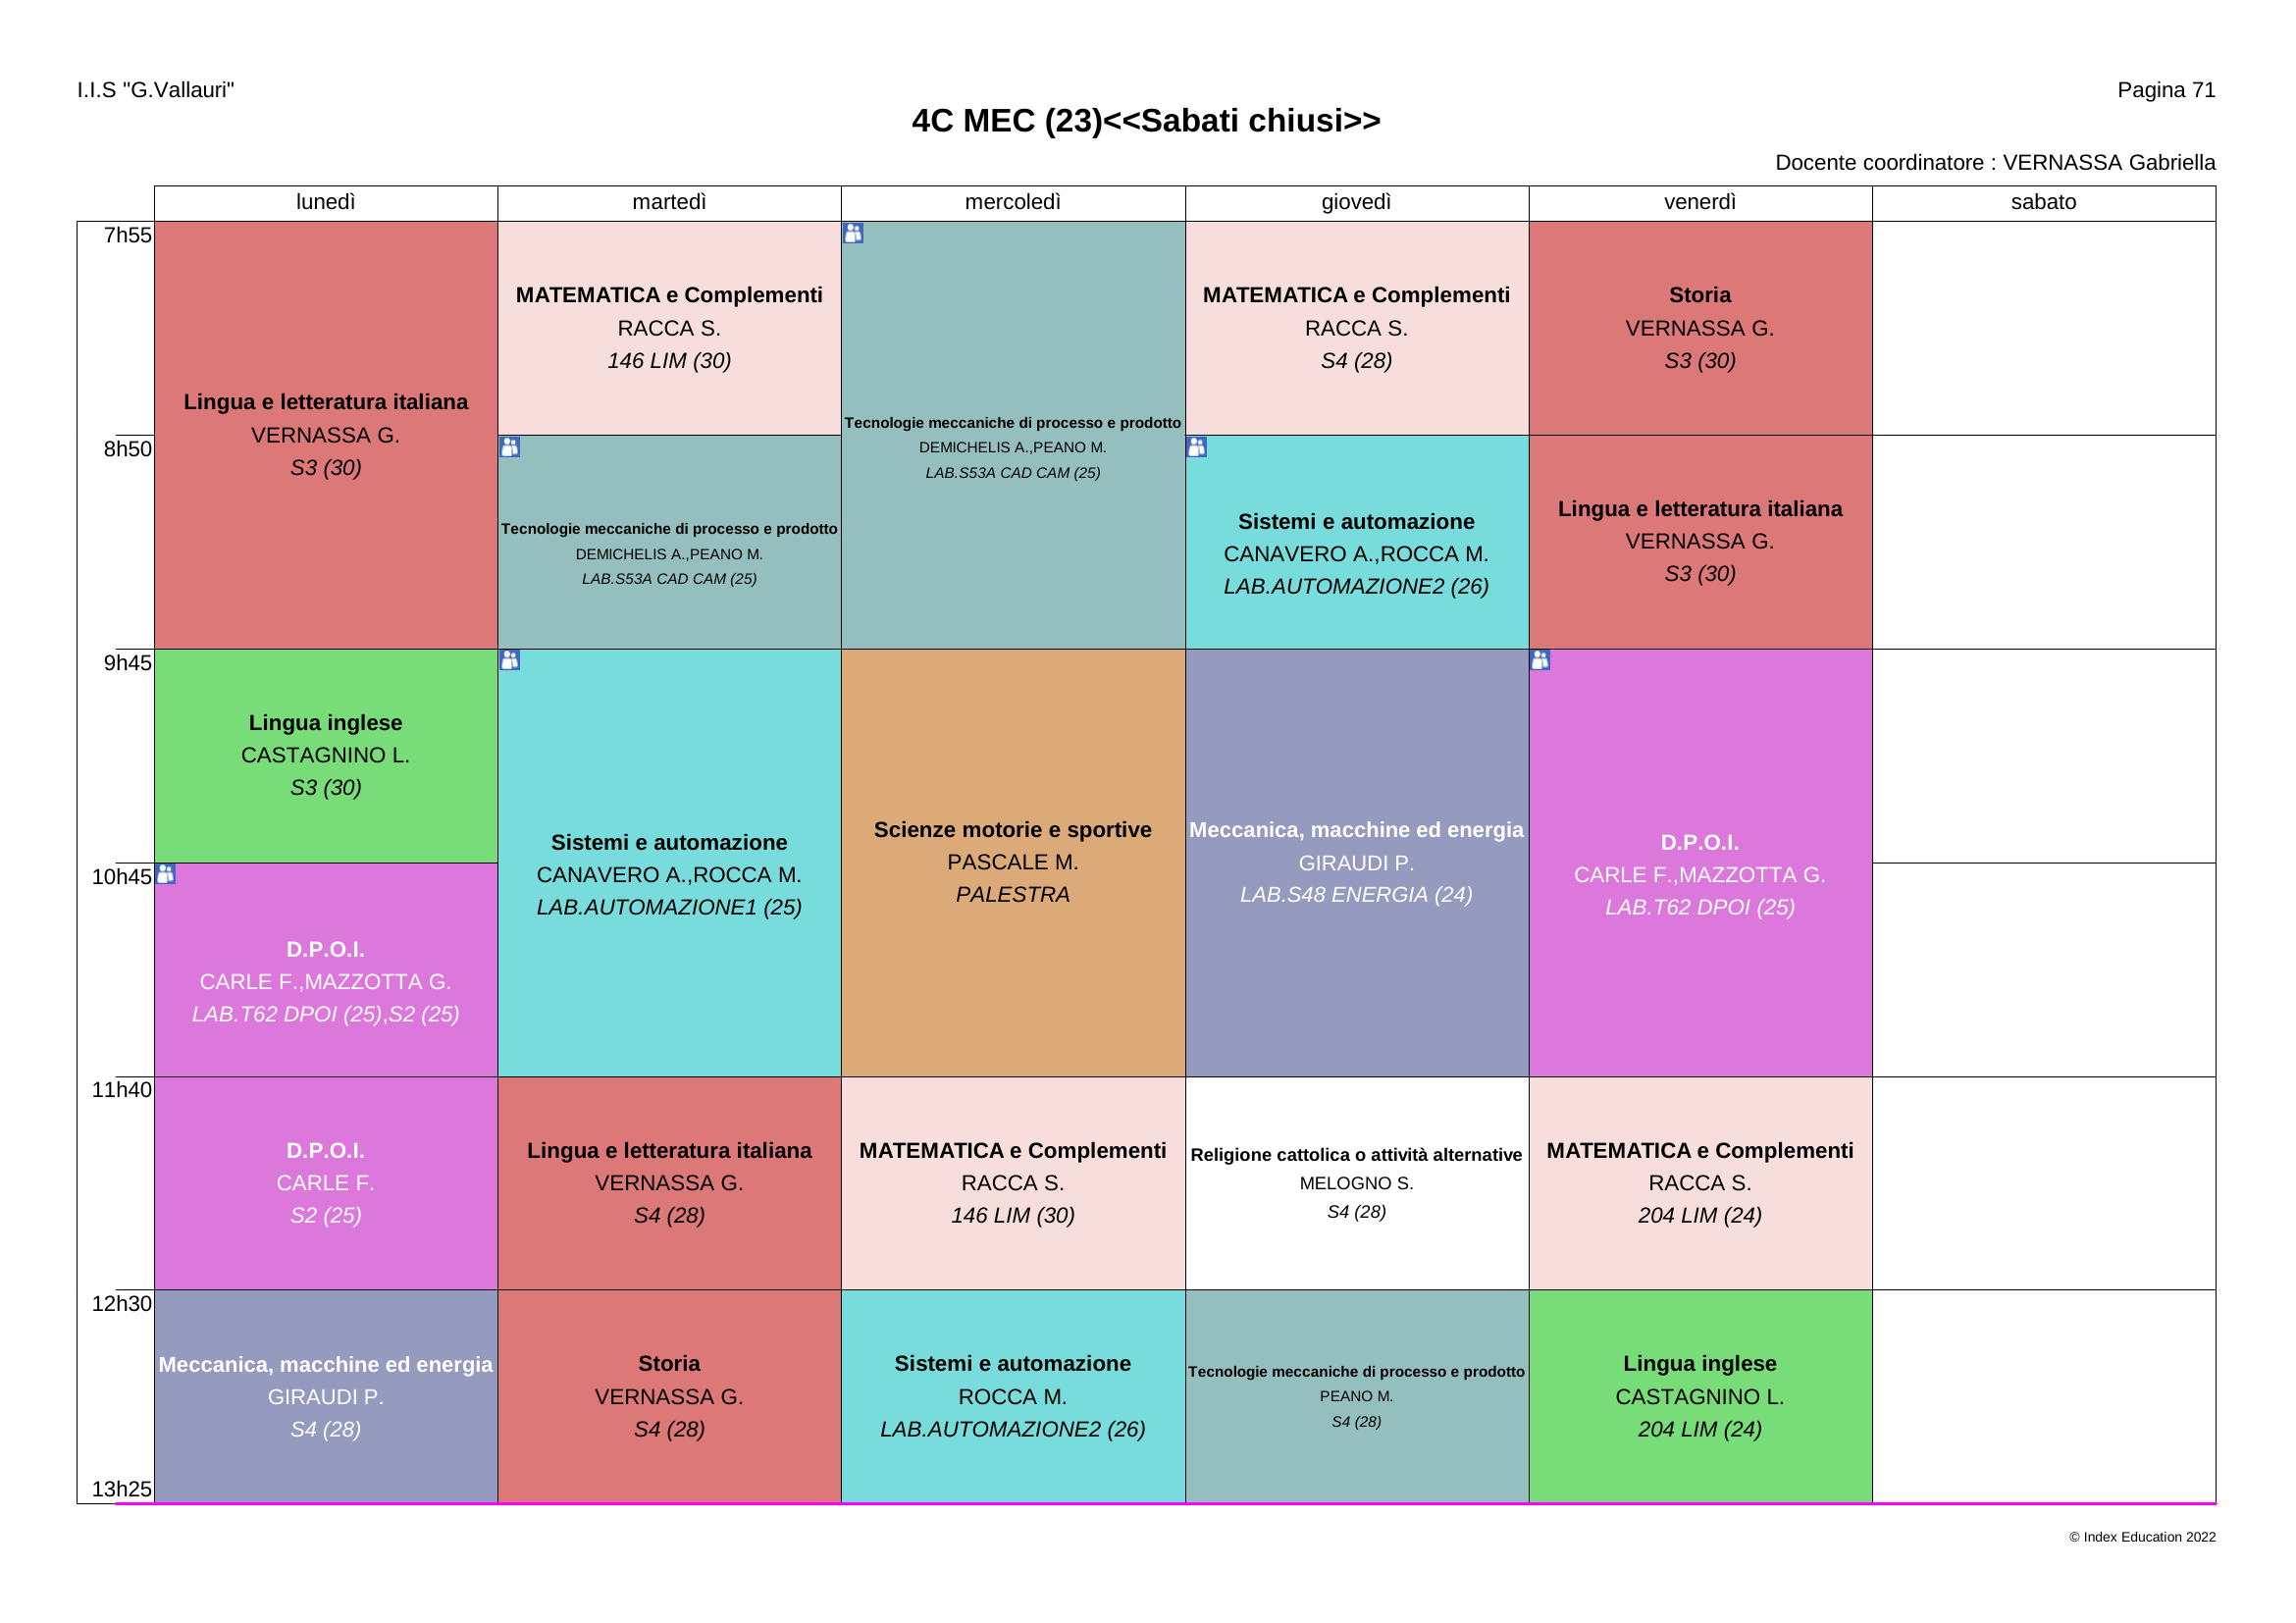 I.I.S "G.Vallauri"
Pagina 71
4C MEC (23)<<Sabati chiusi>>
Docente coordinatore : VERNASSA Gabriella
lunedì
martedì
mercoledì
giovedì
venerdì
sabato
7h55
8h50
9h45
10h45
11h40
12h30
13h25
Lingua e letteratura italiana
VERNASSA G.
S3 (30)
Lingua inglese
CASTAGNINO L.
S3 (30)
D.P.O.I.
CARLE F.,MAZZOTTA G.
LAB.T62 DPOI (25),S2 (25)
D.P.O.I.
CARLE F.
S2 (25)
Meccanica, macchine ed energia
GIRAUDI P.
S4 (28)
MATEMATICA e Complementi
RACCA S.
146 LIM (30)
Tecnologie meccaniche di processo e prodotto
DEMICHELIS A.,PEANO M.
LAB.S53A CAD CAM (25)
Sistemi e automazione
CANAVERO A.,ROCCA M.
LAB.AUTOMAZIONE1 (25)
Lingua e letteratura italiana
VERNASSA G.
S4 (28)
Storia
VERNASSA G.
S4 (28)
Tecnologie meccaniche di processo e prodotto
DEMICHELIS A.,PEANO M.
LAB.S53A CAD CAM (25)
Scienze motorie e sportive
PASCALE M.
PALESTRA
MATEMATICA e Complementi
RACCA S.
146 LIM (30)
Sistemi e automazione
ROCCA M.
LAB.AUTOMAZIONE2 (26)
MATEMATICA e Complementi
RACCA S.
S4 (28)
Sistemi e automazione
CANAVERO A.,ROCCA M.
LAB.AUTOMAZIONE2 (26)
Meccanica, macchine ed energia
GIRAUDI P.
LAB.S48 ENERGIA (24)
Religione cattolica o attività alternative
MELOGNO S.
S4 (28)
Tecnologie meccaniche di processo e prodotto
PEANO M.
S4 (28)
Storia
VERNASSA G.
S3 (30)
Lingua e letteratura italiana
VERNASSA G.
S3 (30)
D.P.O.I.
CARLE F.,MAZZOTTA G.
LAB.T62 DPOI (25)
MATEMATICA e Complementi
RACCA S.
204 LIM (24)
Lingua inglese
CASTAGNINO L.
204 LIM (24)
© Index Education 2022